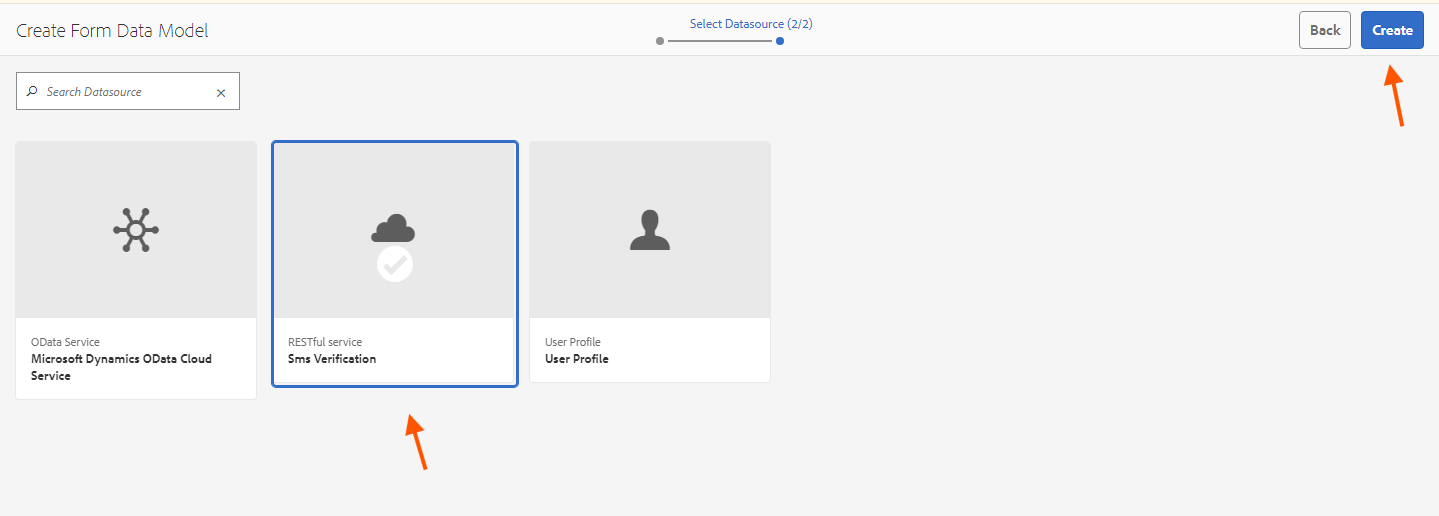 Create Form Data Model
Select Datasource (2/2)
Back
Create
Search Datasource
OData Service
Microsoft Dynamics OData Cloud
Service
RESTful service
Sms Verification
User Profile
User Profile